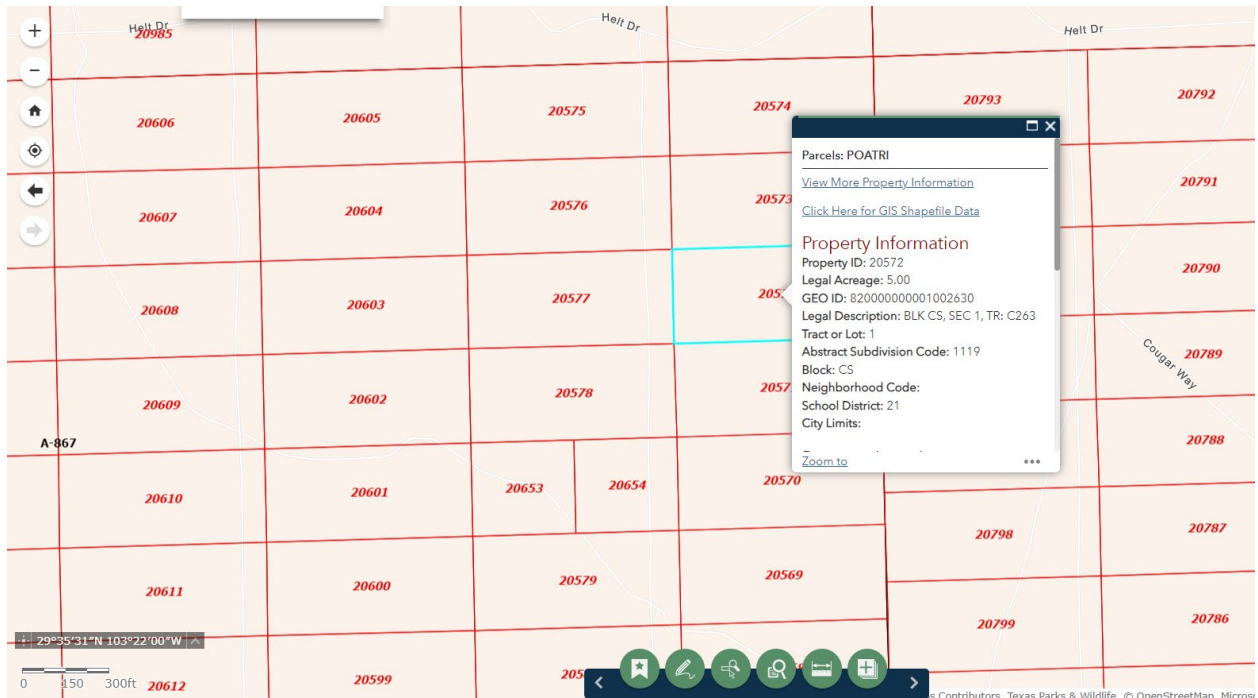 Helt Dr
Helt Dr
Helt Dr
20985
20606
20605
20575
20574
20793
20792
20607
20604
20576
20573
20791
20608
20603
20577
2057
20790
20609
20602
20578
2057
Cougar Way
20789
A-867
20788
20610
20601
20653
20654
20570
20798
20787
20611
20600
20579
20569
20799
20786
20612
20599
205
Parcels: POATRI
View More Property Information
Click Here for GIS Shapefile Data
Property Information
Property ID: 20572
Legal Acreage: 5.00
GEO ID: 820000000001002630
Legal Description: BLK CS, SEC 1, TR: C263
Tract or Lot: 1
Abstract Subdivision Code: 1119
Block: CS
Neighborhood Code:
School District: 21
City Limits:
Zoom to
29°35'31"N 103°22'00"W
0 150 300ft
Contributors, Texas Parks & Wildlife, © OpenStreetMap, Micros